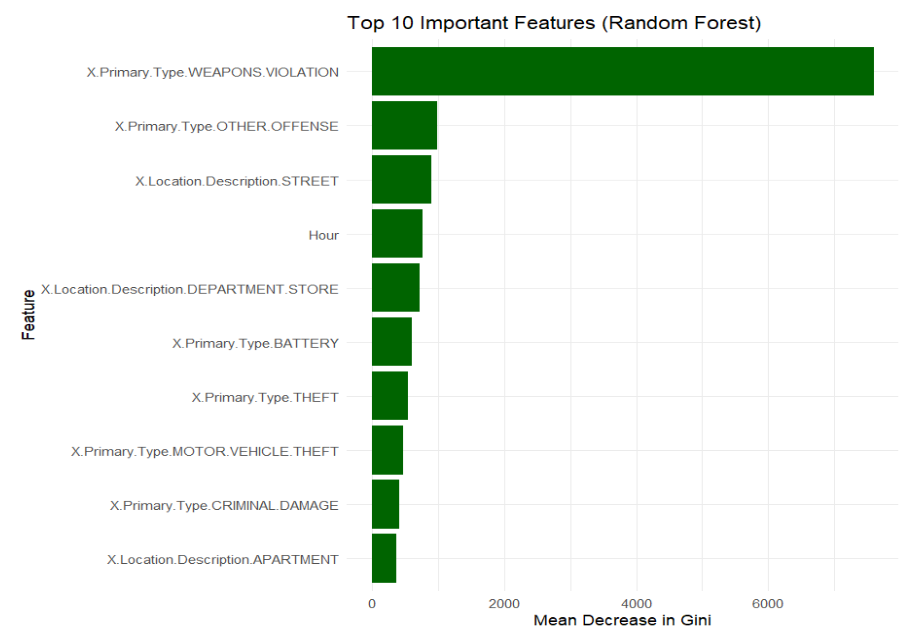 Top 10 Important Features (Random Forest)
X.Primary.Type.WEAPONS.VIOLATION
X.Primary.Type.OTHER.OFFENSE
X.Location.Description.STREET
Hour
X.Location.Description.DEPARTMENT.STORE
X.Primary.Type.BATTERY
X.Primary.Type.THEFT
X.Primary.Type.MOTOR.VEHICLE.THEFT
X.Primary.Type.CRIMINAL.DAMAGE
X.Location.Description.APARTMENT
Feature
0 2000 4000 6000
Mean Decrease in Gini